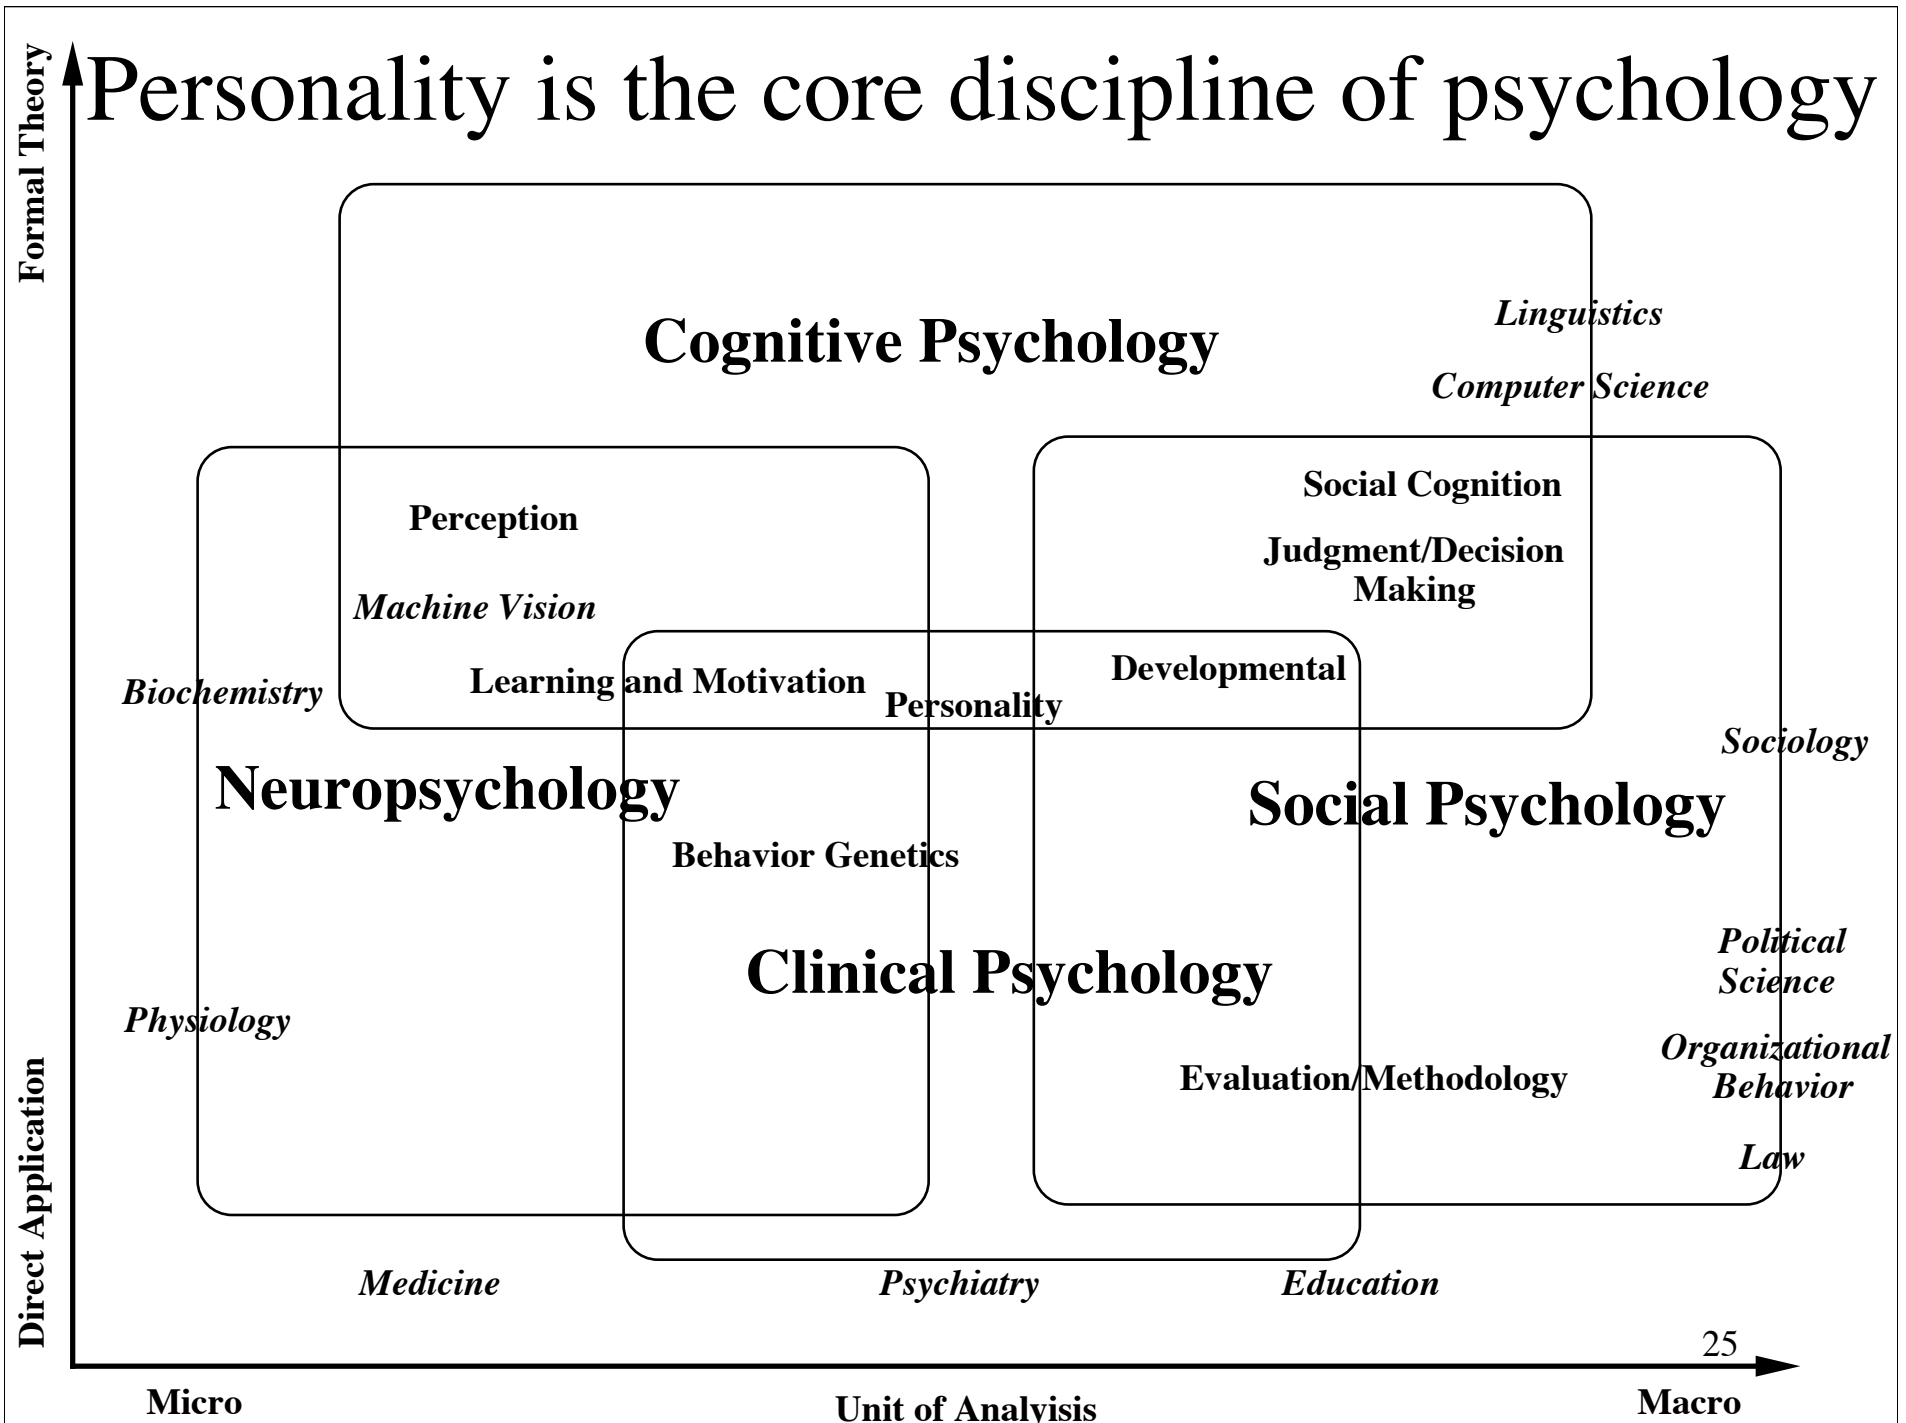 Personality is the core discipline of psychology
Formal Theory
Cognitive Psychology
Linguistics
Computer Science
Social Cognition
Perception
Judgment/Decision
Making
Machine Vision
Developmental
Learning and Motivation
Biochemistry
Personality
Sociology
Neuropsychology
Social Psychology
Behavior Genetics
Political
Science
Clinical Psychology
Physiology
Organizational
Behavior
Evaluation/Methodology
Law
Direct Application
Medicine
Psychiatry
Education
25
Micro
Unit of Analyisis
Macro